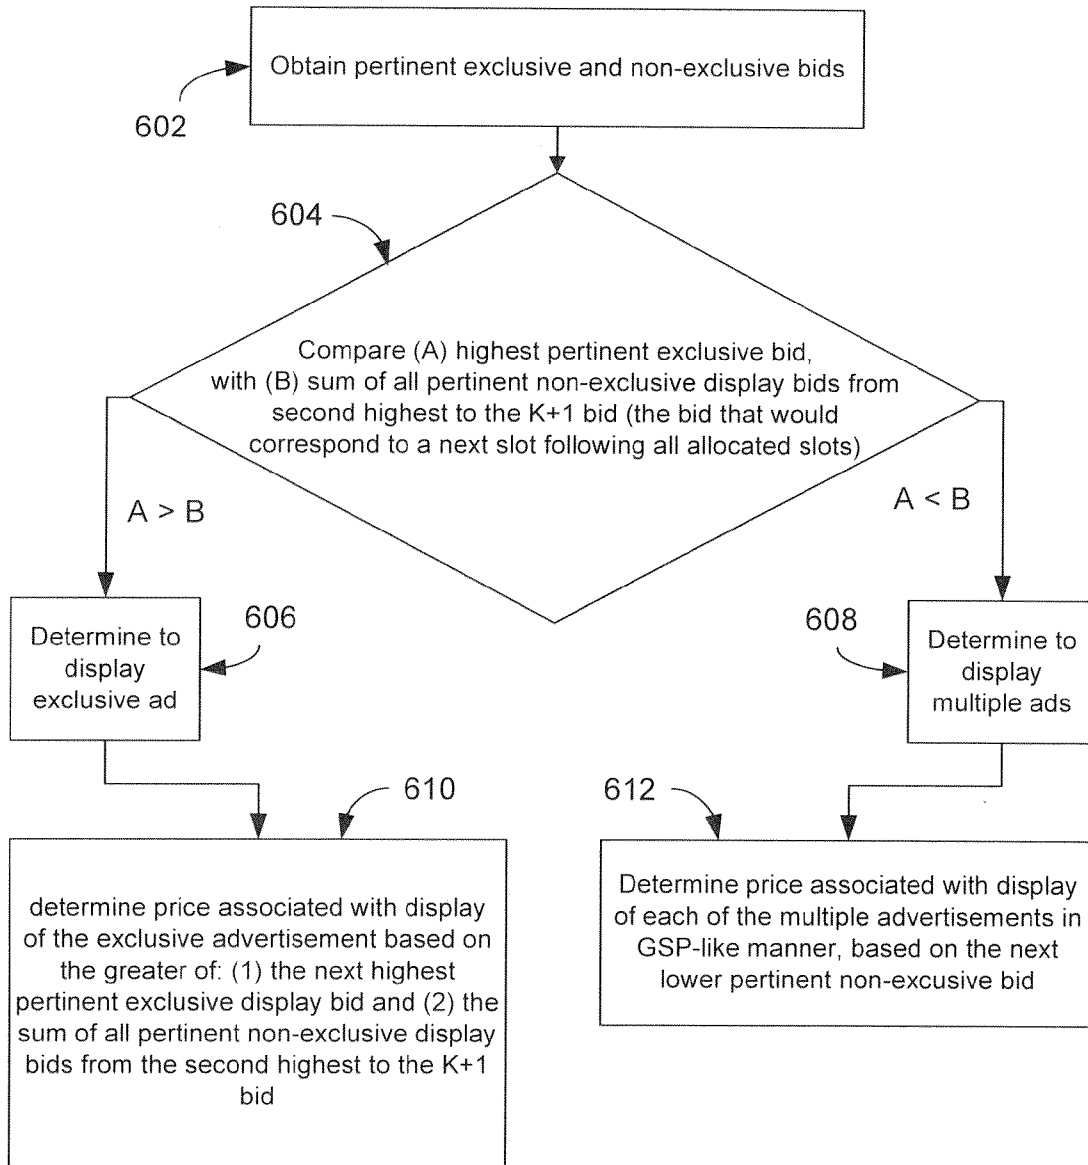 Obtain pertinent exclusive and non-exclusive bids
602
604
Compare (A) highest pertinent exclusive bid,
with (B) sum of all pertinent non-exclusive display bids from
second highest to the K+1 bid (the bid that would
correspond to a next slot following all allocated slots)
A > B
A < B
Determine to
display
exclusive ad
606
608
Determine to
display
multiple ads
610
612
determine price associated with display
of the exclusive advertisement based on
the greater of: (1) the next highest
pertinent exclusive display bid and (2) the
sum of all pertinent non-exclusive display
bids from the second highest to the K+1
bid
Determine price associated with display
of each of the multiple advertisements in
GSP-like manner, based on the next
lower pertinent non-excusive bid